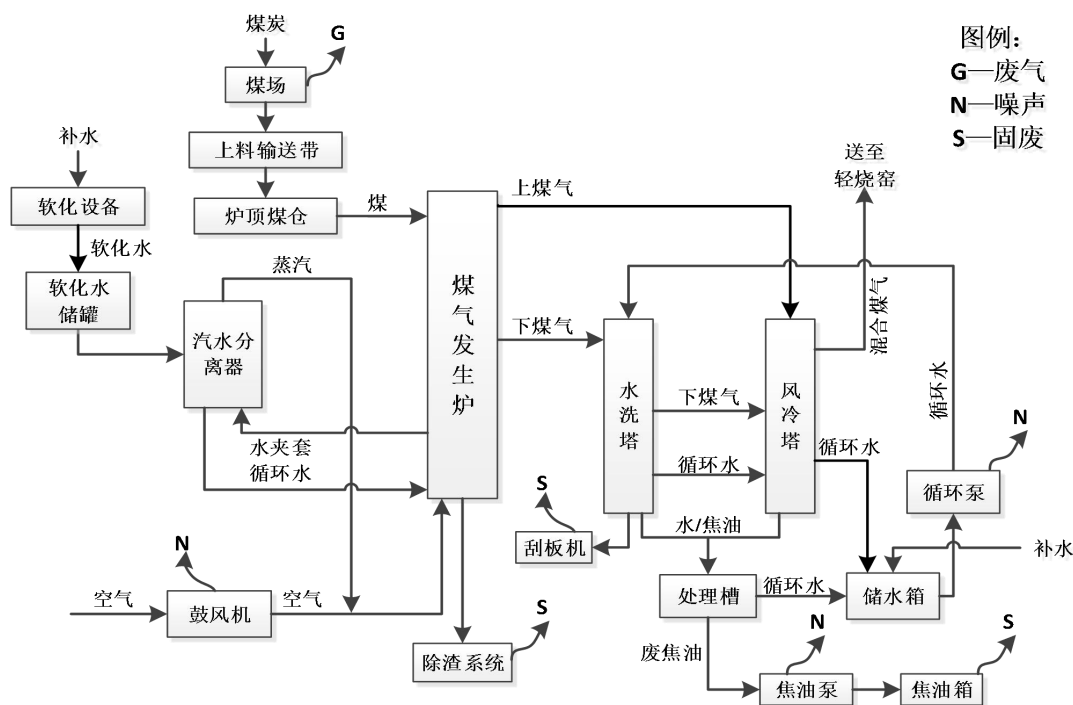 煤炭
G
煤场
图例：
G—废气
N—噪声
S—固废
补水
上料输送带
送至
轻烧窑
软化设备
炉顶煤仓
煤
上煤气
软化水
蒸汽
软化水
储罐
煤气发生炉
下煤气
混合煤气
汽水分
离器
水洗塔
风冷塔
下煤气
循环水
水夹套
循环水
循环水
循环水
N
循环泵
S
水/焦油
刮板机
补水
N
空气
鼓风机
空气
处理槽
循环水
储水箱
S
除渣系统
废焦油
N
S
焦油泵
焦油箱